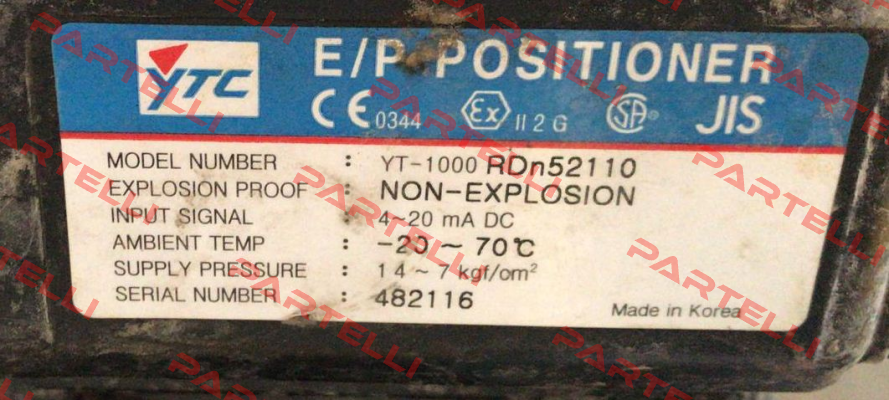 YTC
E/P POSITIONER
CE 0344 Ex II 2 G SA ® JIS
MODEL NUMBER : YT-1000 RDn52110
EXPLOSION PROOF : NON-EXPLOSION
INPUT SIGNAL : 4~20 mA DC
AMBIENT TEMP : -20 ~ 70℃
SUPPLY PRESSURE : 1 4 ~ 7 kgf/cm²
SERIAL NUMBER : 482116
Made in Korea
PARTELLI